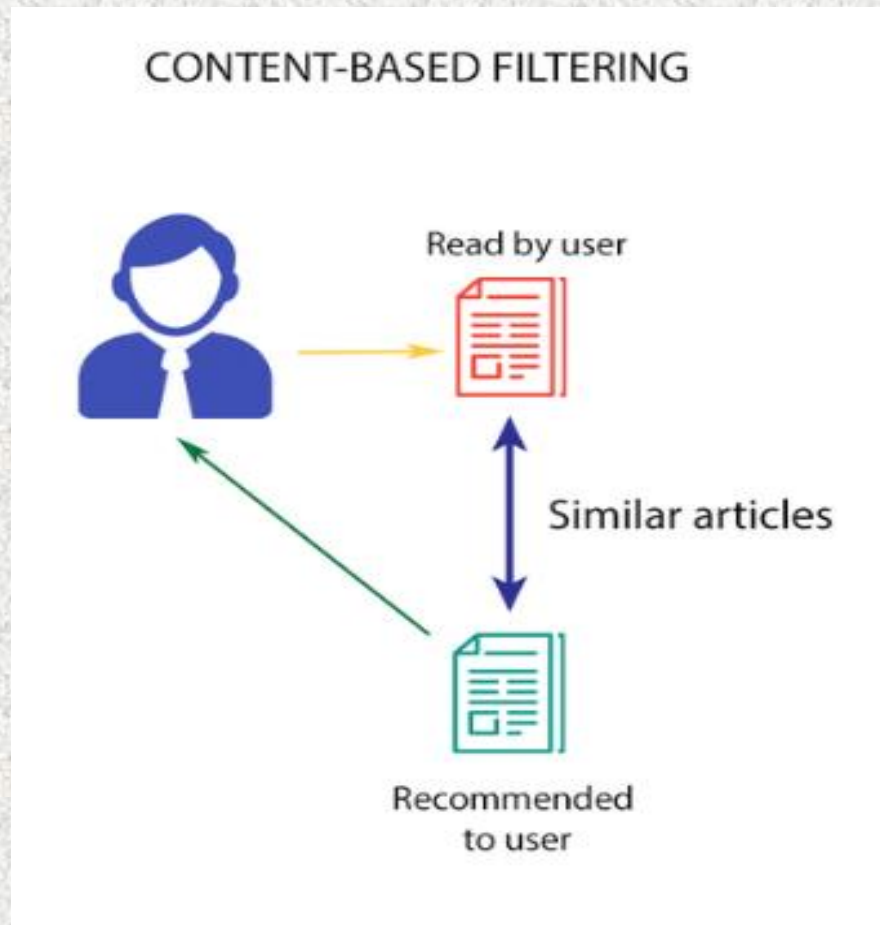 CONTENT-BASED FILTERING
Read by user
Similar articles
Recommended
to user